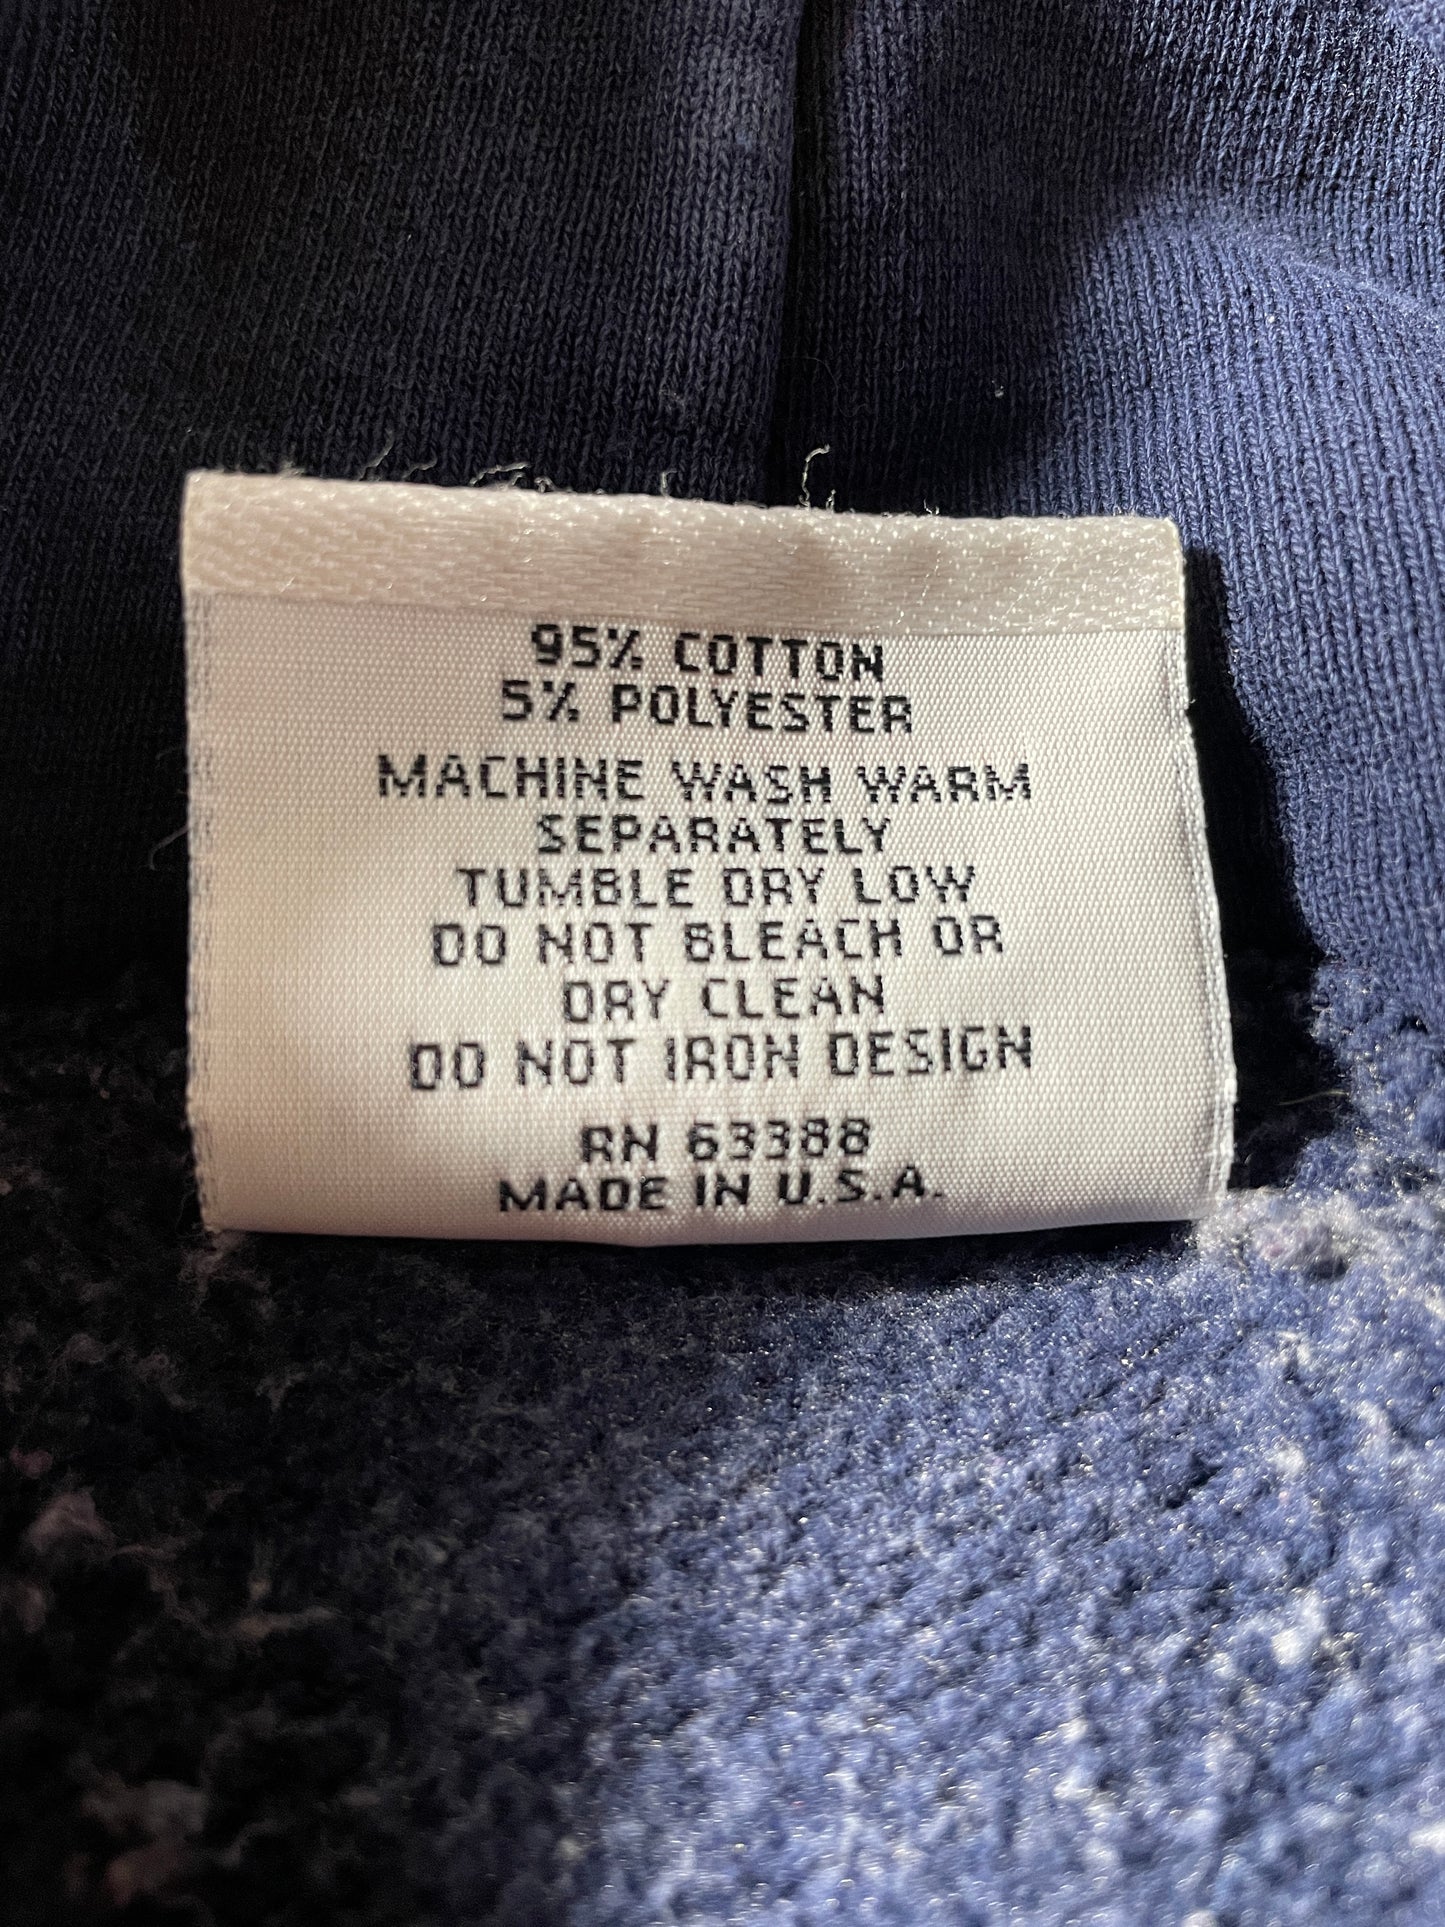 95% COTTON
5% POLYESTER
MACHINE WASH WARM
SEPARATELY
TUMBLE DRY LOW
DO NOT BLEACH OR
DRY CLEAN
DO NOT IRON DESIGN
RN 63388
MADE IN U.S.A.